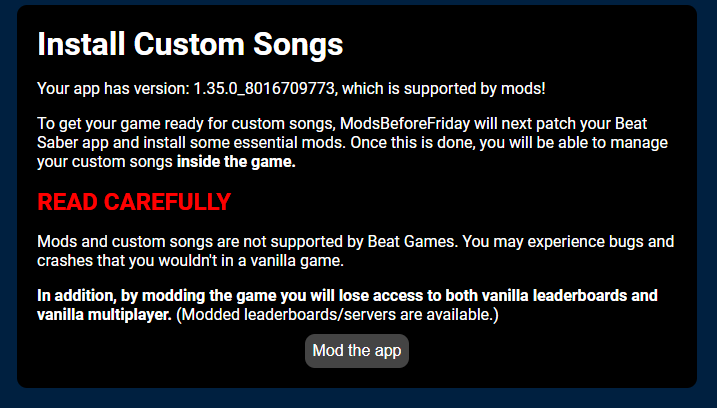 Install Custom Songs
Your app has version: 1.35.0_8016709773, which is supported by mods!
To get your game ready for custom songs, ModsBeforeFriday will next patch your Beat
Saber app and install some essential mods. Once this is done, you will be able to manage
your custom songs inside the game.
READ CAREFULLY
Mods and custom songs are not supported by Beat Games. You may experience bugs and
crashes that you wouldn't in a vanilla game.
In addition, by modding the game you will lose access to both vanilla leaderboards and
vanilla multiplayer. (Modded leaderboards/servers are available.)
Mod the app